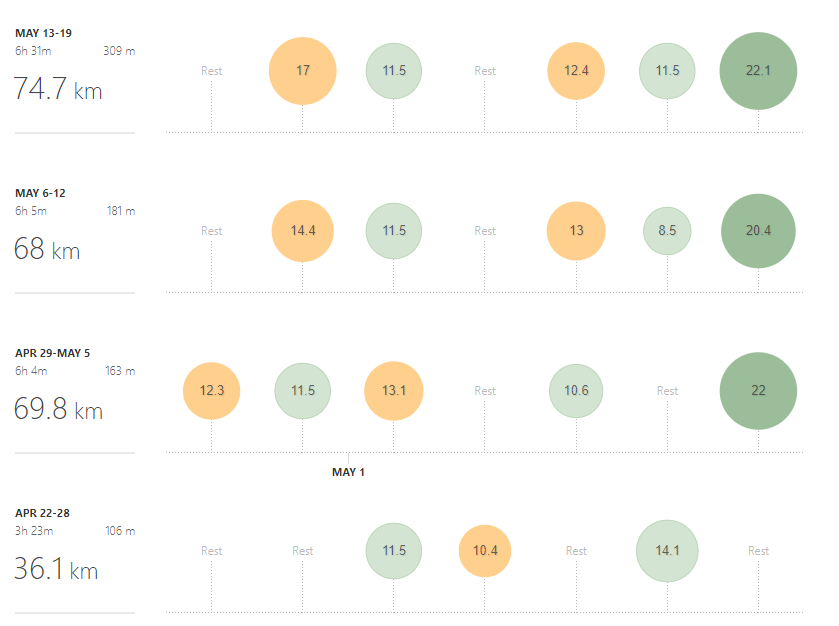 MAY 13-19
6h 31m 309 m
74.7 km
Rest 17 11.5 Rest 12.4 11.5 22.1
MAY 6-12
6h 5m 181 m
68 km
Rest 14.4 11.5 Rest 13 8.5 20.4
APR 29-MAY 5
6h 4m 163 m
69.8 km
12.3 11.5 13.1 Rest 10.6 Rest 22
MAY 1
APR 22-28
3h 23m 106 m
36.1 km
Rest Rest 11.5 10.4 Rest 14.1 Rest